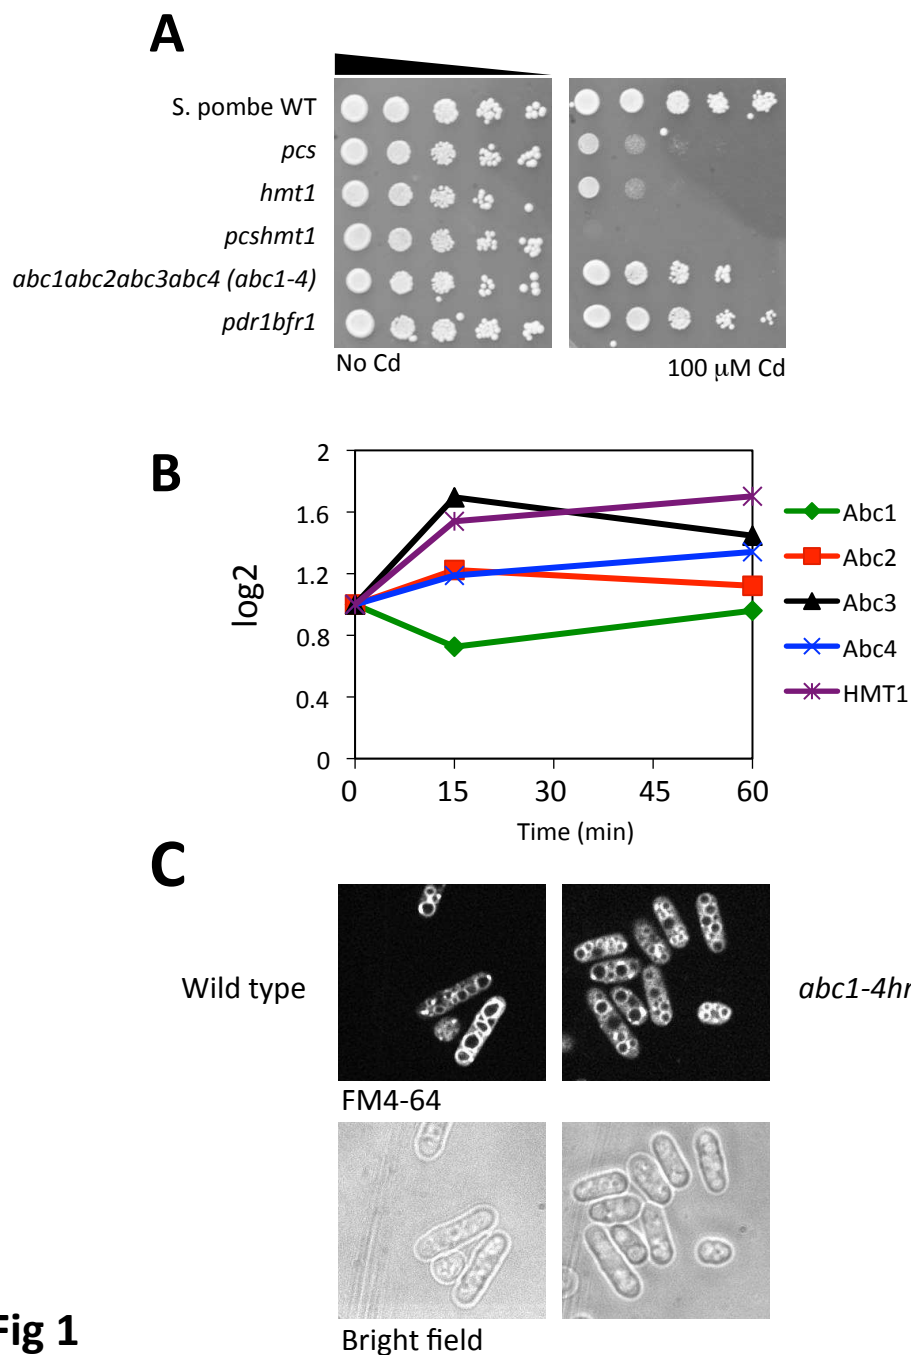 A
S. pombe WT
pcs
hmt1
pcshmt1
abc1abc2abc3abc4 (abc1-4)
pdr1bfr1
No Cd
100 μM Cd
B
log2
2
1.6
1.2
0.8
0.4
0
0 15 30 45 60
Time (min)
Abc1
Abc2
Abc3
Abc4
HMT1
C
Wild type
abc1-4hr
FM4-64
Bright field
Fig 1